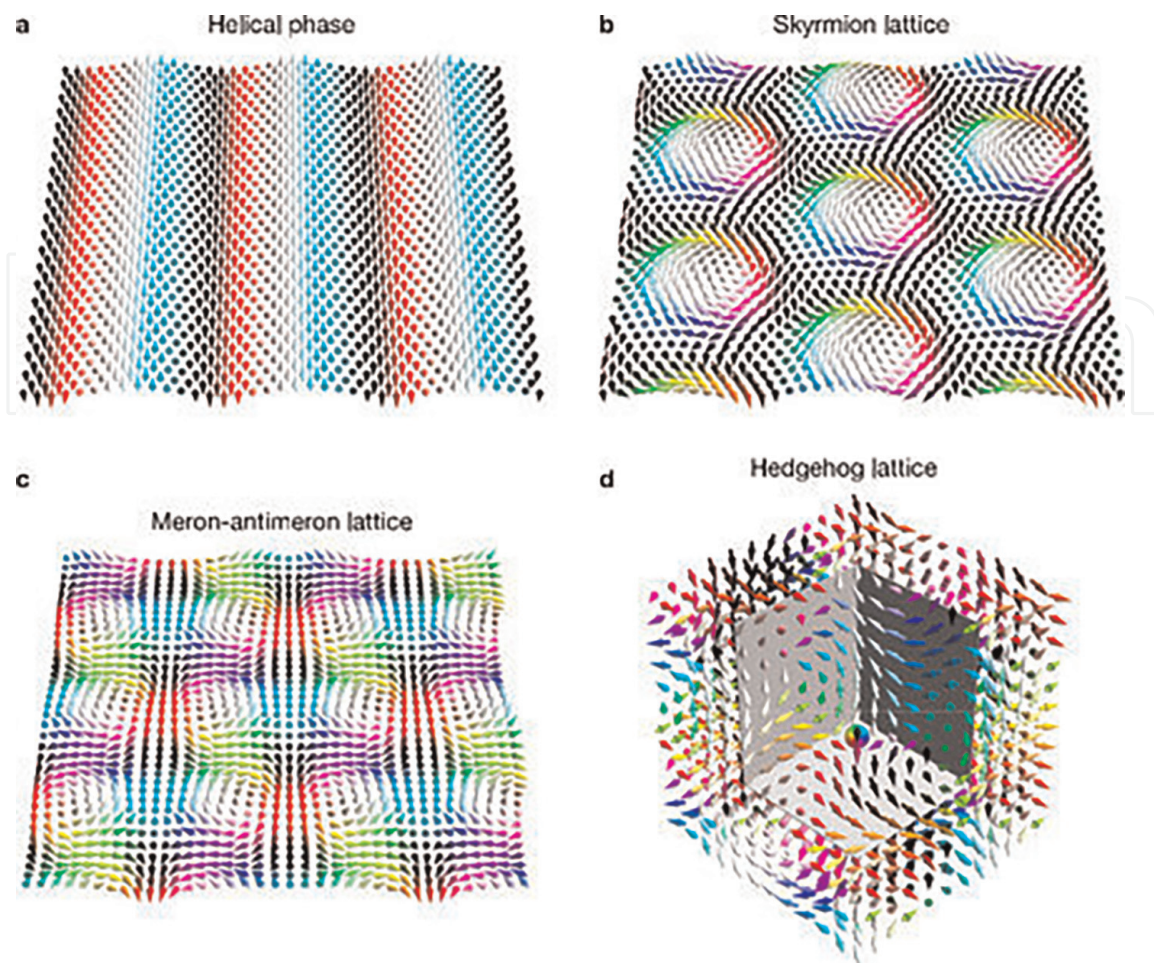 a Helical phase
b Skyrmion lattice
c
Meron-antimeron lattice
d Hedgehog lattice